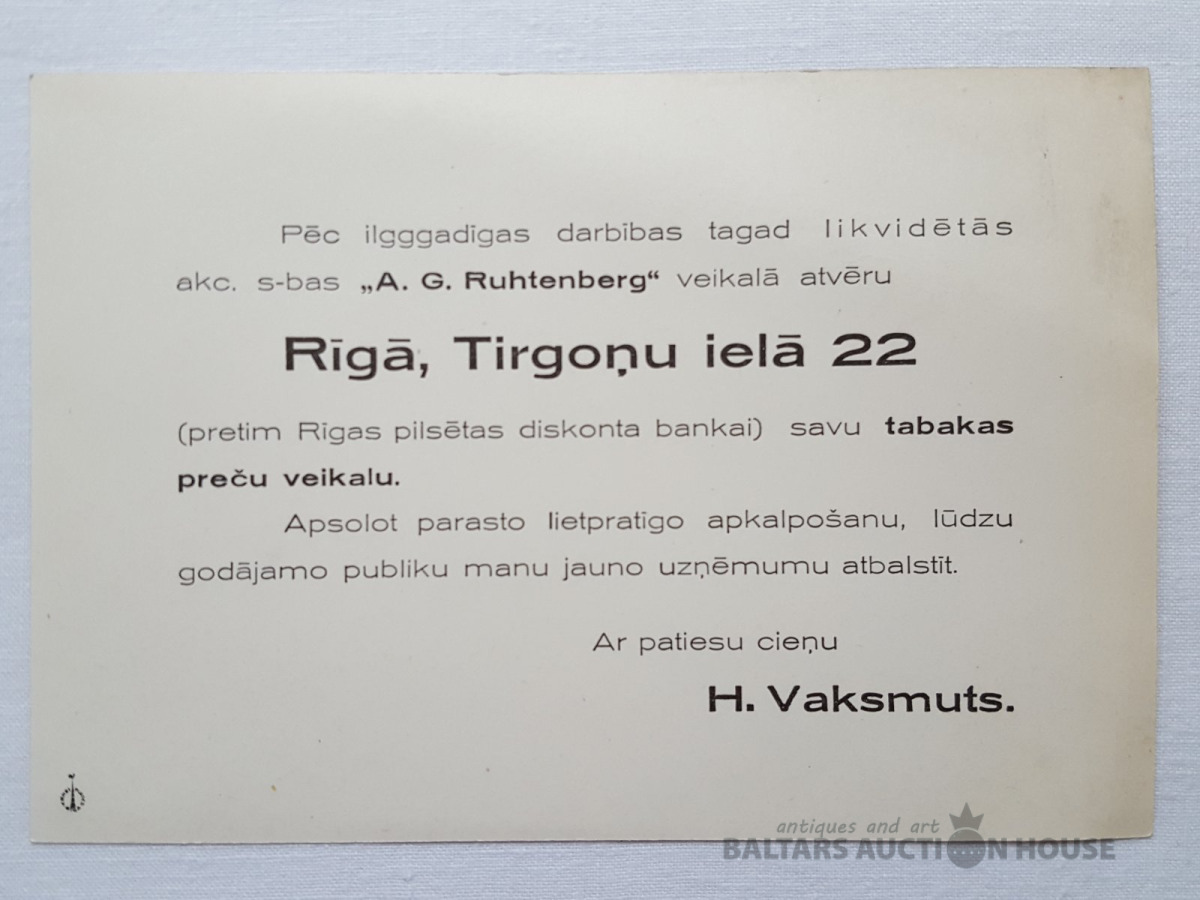 Pēc ilgggadīgas darbības tagad likvidētās
akc. s-bas „A. G. Ruhtenberg“ veikalā atvēru
Rīgā, Tirgoņu ielā 22
(pretim Rīgas pilsētas diskonta bankai) savu tabakas
preču veikalu.
Apsolot parasto lietpratīgo apkalpošanu, lūdzu
godājamo publiku manu jauno uzņēmumu atbalstīt.
Ar patiesu cieņu
H. Vaksmuts.
antiques and art
BALTARS AUCTION HOUSE